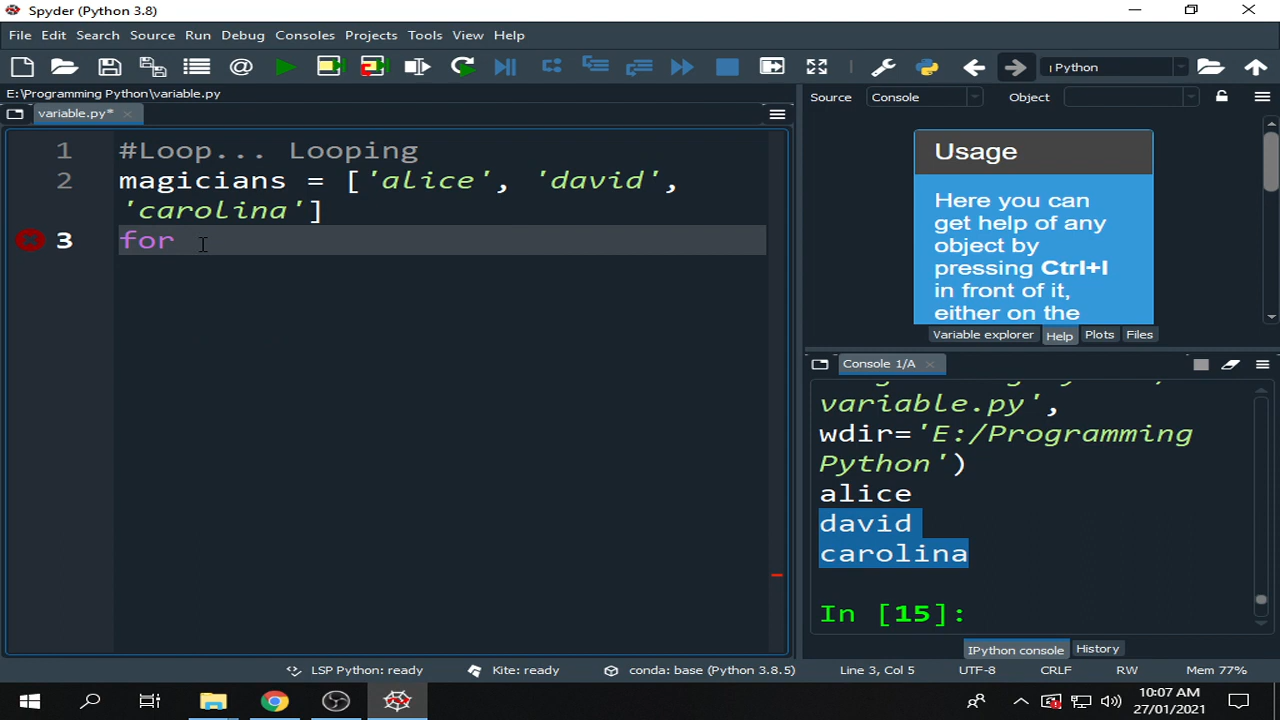 Spyder (Python 3.8)
File Edit Search Source Run Debug Consoles Projects Tools View Help
Python
E:\Programming Python\variable.py
variable.py*
1 #Loop... Looping
2 magicians = ['alice', 'david',
'carolina']
3 for
Source Console Object
Usage
Here you can
get help of any
object by
pressing Ctrl+I
in front of it,
either on the
Variable explorer Help Plots Files
Console 1/A
variable.py',
wdir='E:/Programming
Python')
alice
david
carolina
In [15]:
IPython console History
LSP Python: ready Kite: ready conda: base (Python 3.8.5) Line 3, Col 5 UTF-8 CRLF RW Mem 77%
10:07 AM
27/01/2021